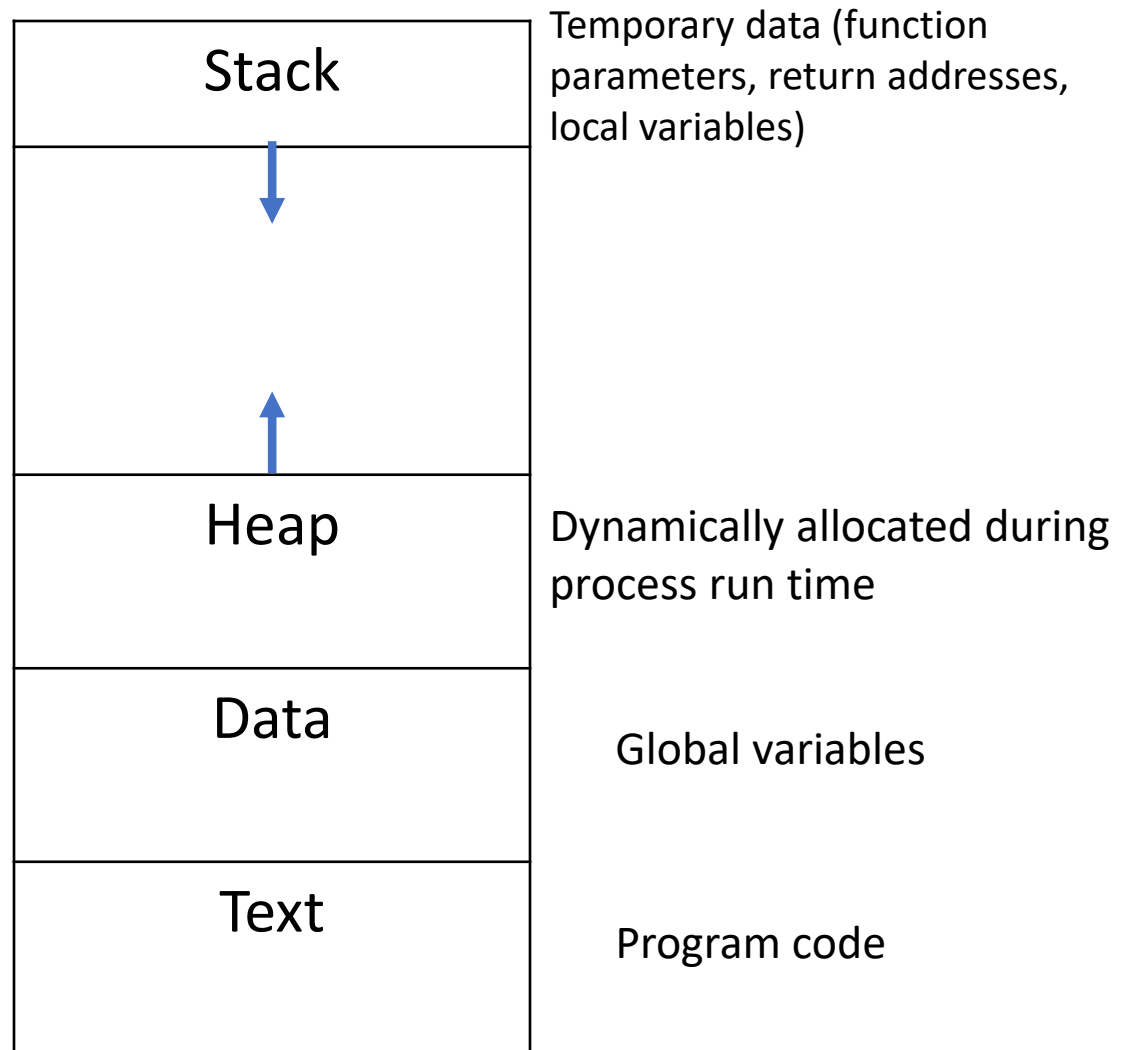 Stack
Temporary data (function
parameters, return addresses,
local variables)
Heap
Dynamically allocated during
process run time
Data
Global variables
Text
Program code